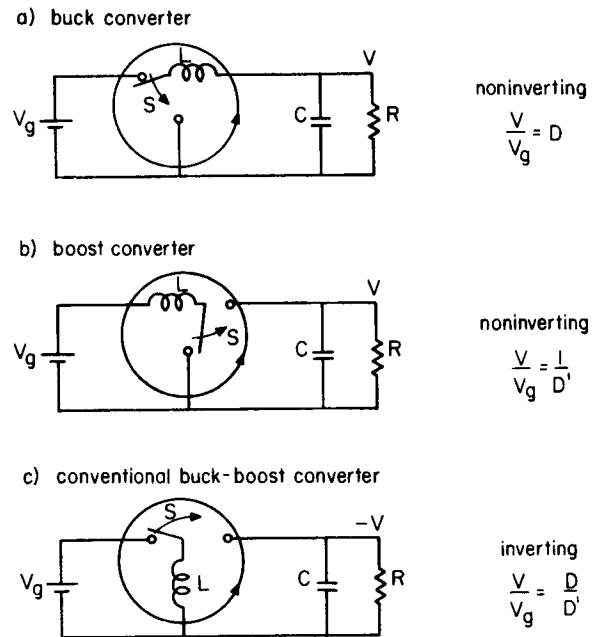 a) buck converter
L
V
S
Vg
C
R
noninverting
V/Vg = D
b) boost converter
L
V
S
Vg
C
R
noninverting
V/Vg = 1/D'
c) conventional buck-boost converter
S
-V
L
Vg
C
R
inverting
V/Vg = D/D'